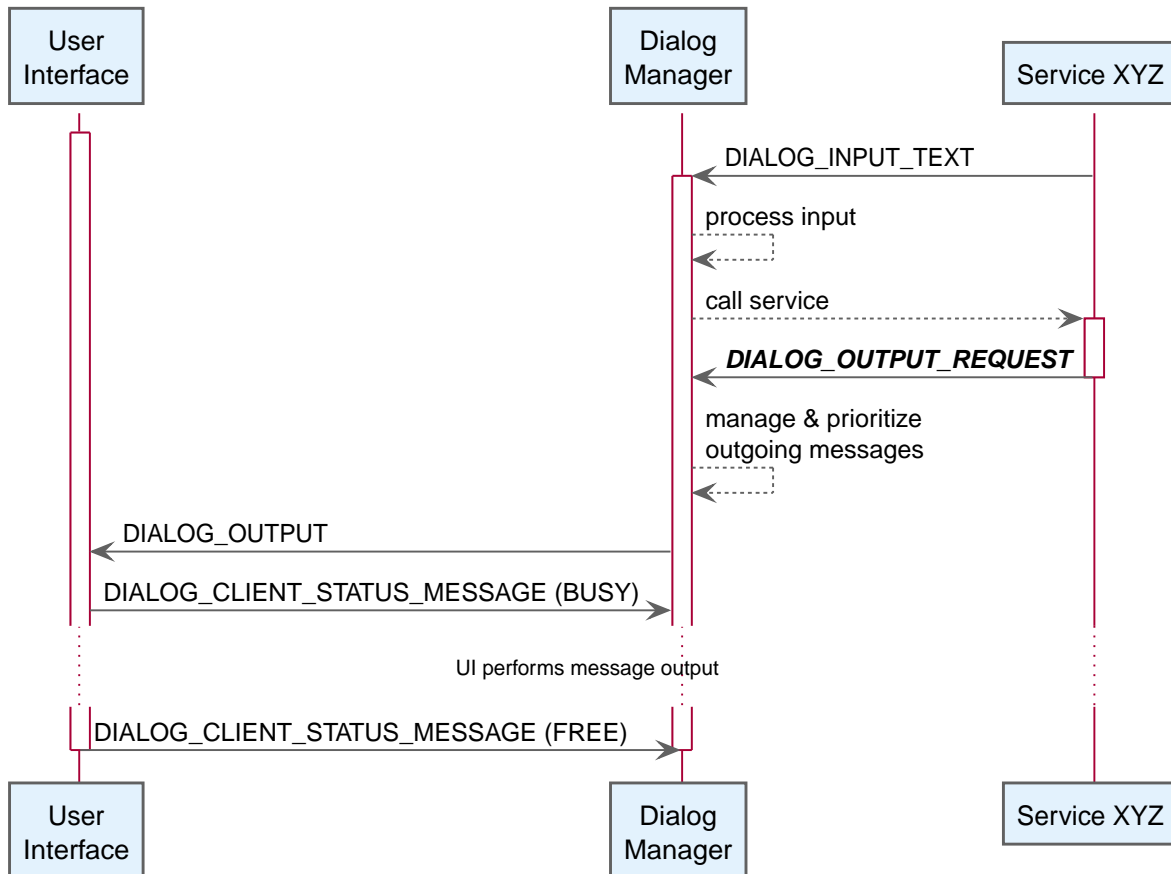 User
Interface
Dialog
Manager
Service XYZ
DIALOG_INPUT_TEXT
process input
call service
DIALOG_OUTPUT_REQUEST
manage & prioritize
outgoing messages
DIALOG_OUTPUT
DIALOG_CLIENT_STATUS_MESSAGE (BUSY)
UI performs message output
DIALOG_CLIENT_STATUS_MESSAGE (FREE)
User
Interface
Dialog
Manager
Service XYZ